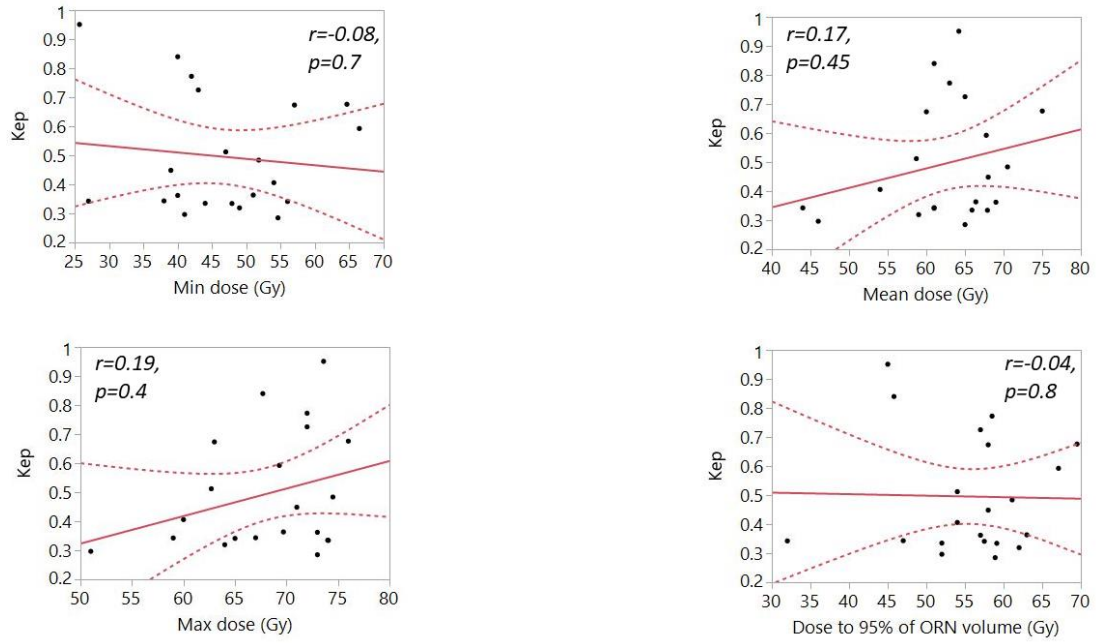 1
0.9
0.8
0.7
0.6
0.5
0.4
0.3
0.2
Kep
r=-0.08,
p=0.7
25 30 35 40 45 50 55 60 65 70
Min dose (Gy)
1
0.9
0.8
0.7
0.6
0.5
0.4
0.3
0.2
Kep
r=0.17,
p=0.45
40 45 50 55 60 65 70 75 80
Mean dose (Gy)
1
0.9
0.8
0.7
0.6
0.5
0.4
0.3
0.2
Kep
r=0.19,
p=0.4
50 55 60 65 70 75 80
Max dose (Gy)
1
0.9
0.8
0.7
0.6
0.5
0.4
0.3
0.2
Kep
r=-0.04,
p=0.8
30 35 40 45 50 55 60 65 70
Dose to 95% of ORN volume (Gy)